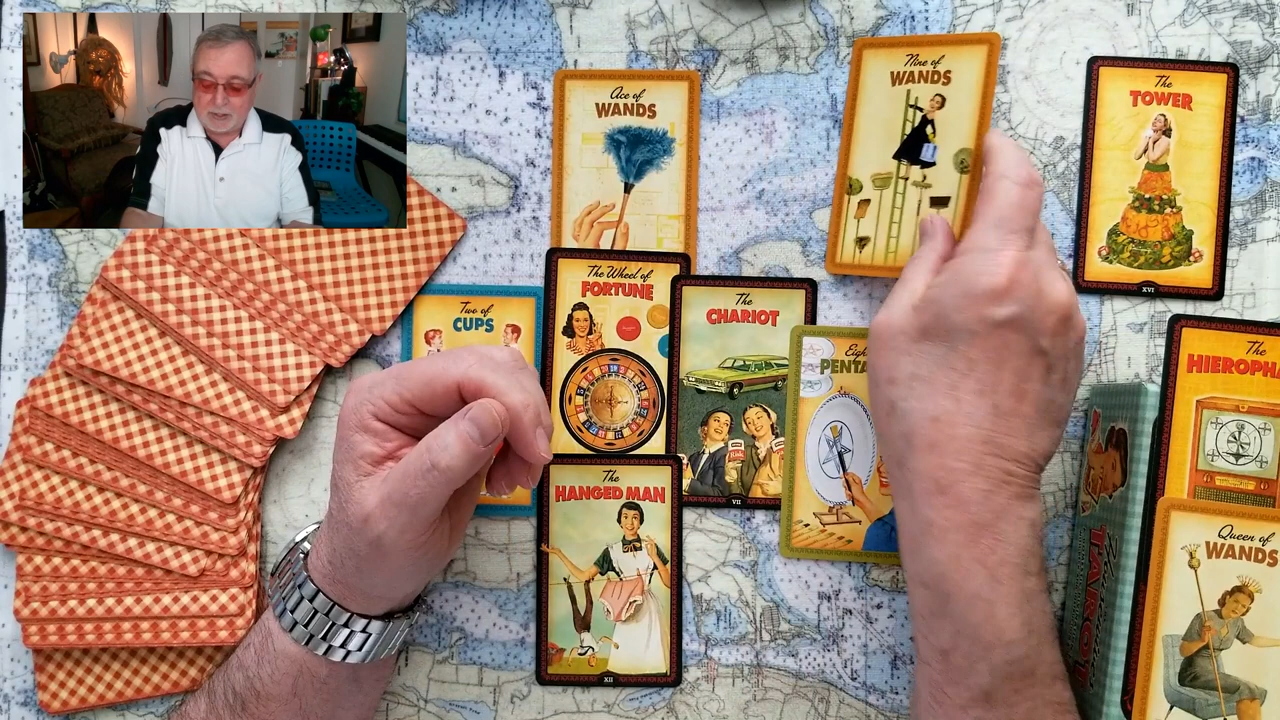 Ace of
WANDS
Nine of
WANDS
The
TOWER
XVI
Two of
CUPS
The Wheel of
FORTUNE
The
CHARIOT
VII
The
HANGED MAN
XII
The
Queen of
WANDS
TAROT